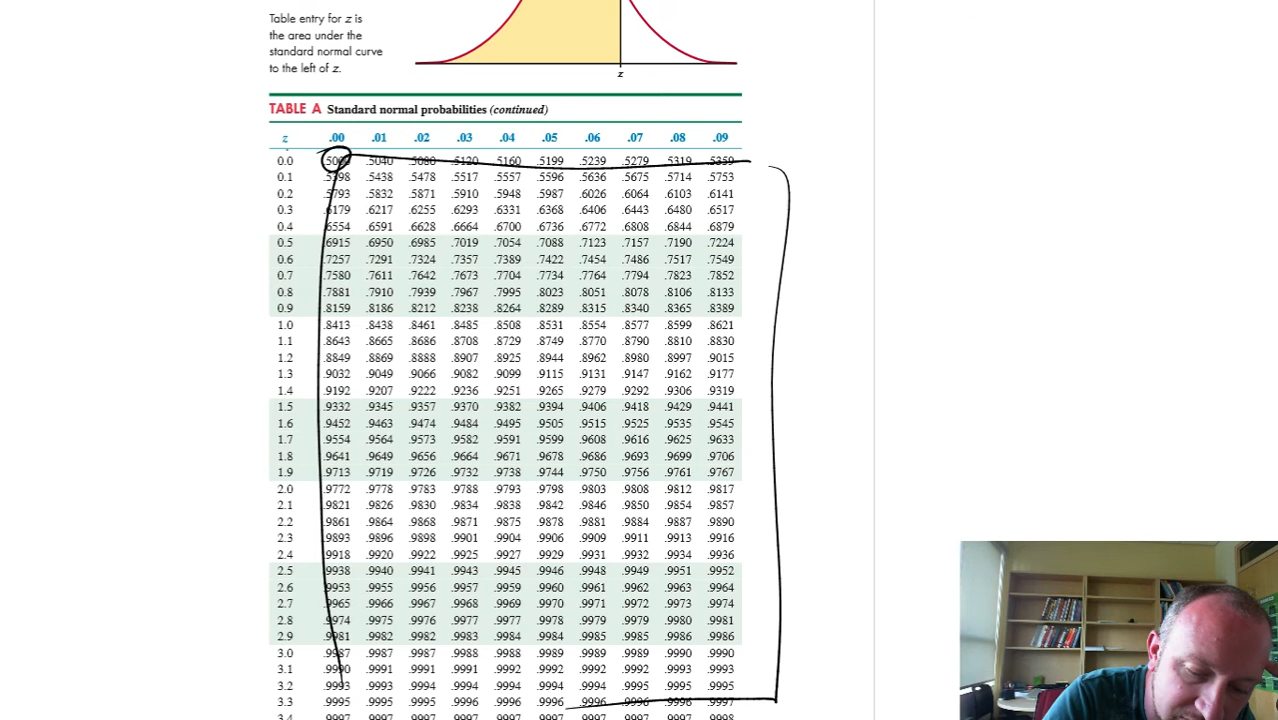 Table entry for z is
the area under the
standard normal curve
to the left of z.
z
TABLE A Standard normal probabilities (continued)
z .00 .01 .02 .03 .04 .05 .06 .07 .08 .09
0.0 .5000 .5040 .5080 .5120 .5160 .5199 .5239 .5279 .5319 .5359
0.1 .5398 .5438 .5478 .5517 .5557 .5596 .5636 .5675 .5714 .5753
0.2 .5793 .5832 .5871 .5910 .5948 .5987 .6026 .6064 .6103 .6141
0.3 .6179 .6217 .6255 .6293 .6331 .6368 .6406 .6443 .6480 .6517
0.4 .6554 .6591 .6628 .6664 .6700 .6736 .6772 .6808 .6844 .6879
0.5 .6915 .6950 .6985 .7019 .7054 .7088 .7123 .7157 .7190 .7224
0.6 .7257 .7291 .7324 .7357 .7389 .7422 .7454 .7486 .7517 .7549
0.7 .7580 .7611 .7642 .7673 .7704 .7734 .7764 .7794 .7823 .7852
0.8 .7881 .7910 .7939 .7967 .7995 .8023 .8051 .8078 .8106 .8133
0.9 .8159 .8186 .8212 .8238 .8264 .8289 .8315 .8340 .8365 .8389
1.0 .8413 .8438 .8461 .8485 .8508 .8531 .8554 .8577 .8599 .8621
1.1 .8643 .8665 .8686 .8708 .8729 .8749 .8770 .8790 .8810 .8830
1.2 .8849 .8869 .8888 .8907 .8925 .8944 .8962 .8980 .8997 .9015
1.3 .9032 .9049 .9066 .9082 .9099 .9115 .9131 .9147 .9162 .9177
1.4 .9192 .9207 .9222 .9236 .9251 .9265 .9279 .9292 .9306 .9319
1.5 .9332 .9345 .9357 .9370 .9382 .9394 .9406 .9418 .9429 .9441
1.6 .9452 .9463 .9474 .9484 .9495 .9505 .9515 .9525 .9535 .9545
1.7 .9554 .9564 .9573 .9582 .9591 .9599 .9608 .9616 .9625 .9633
1.8 .9641 .9649 .9656 .9664 .9671 .9678 .9686 .9693 .9699 .9706
1.9 .9713 .9719 .9726 .9732 .9738 .9744 .9750 .9756 .9761 .9767
2.0 .9772 .9778 .9783 .9788 .9793 .9798 .9803 .9808 .9812 .9817
2.1 .9821 .9826 .9830 .9834 .9838 .9842 .9846 .9850 .9854 .9857
2.2 .9861 .9864 .9868 .9871 .9875 .9878 .9881 .9884 .9887 .9890
2.3 .9893 .9896 .9898 .9901 .9904 .9906 .9909 .9911 .9913 .9916
2.4 .9918 .9920 .9922 .9925 .9927 .9929 .9931 .9932 .9934 .9936
2.5 .9938 .9940 .9941 .9943 .9945 .9946 .9948 .9949 .9951 .9952
2.6 .9953 .9955 .9956 .9957 .9959 .9960 .9961 .9962 .9963 .9964
2.7 .9965 .9966 .9967 .9968 .9969 .9970 .9971 .9972 .9973 .9974
2.8 .9974 .9975 .9976 .9977 .9977 .9978 .9979 .9979 .9980 .9981
2.9 .9981 .9982 .9982 .9983 .9984 .9984 .9985 .9985 .9986 .9986
3.0 .9987 .9987 .9987 .9988 .9988 .9989 .9989 .9989 .9990 .9990
3.1 .9990 .9991 .9991 .9991 .9992 .9992 .9992 .9992 .9993 .9993
3.2 .9993 .9993 .9994 .9994 .9994 .9994 .9994 .9995 .9995 .9995
3.3 .9995 .9995 .9995 .9996 .9996 .9996 .9996 .9996 .9996 .9997
3.4 .9997 .9997 .9997 .9997 .9997 .9997 .9997 .9997 .9997 .9998